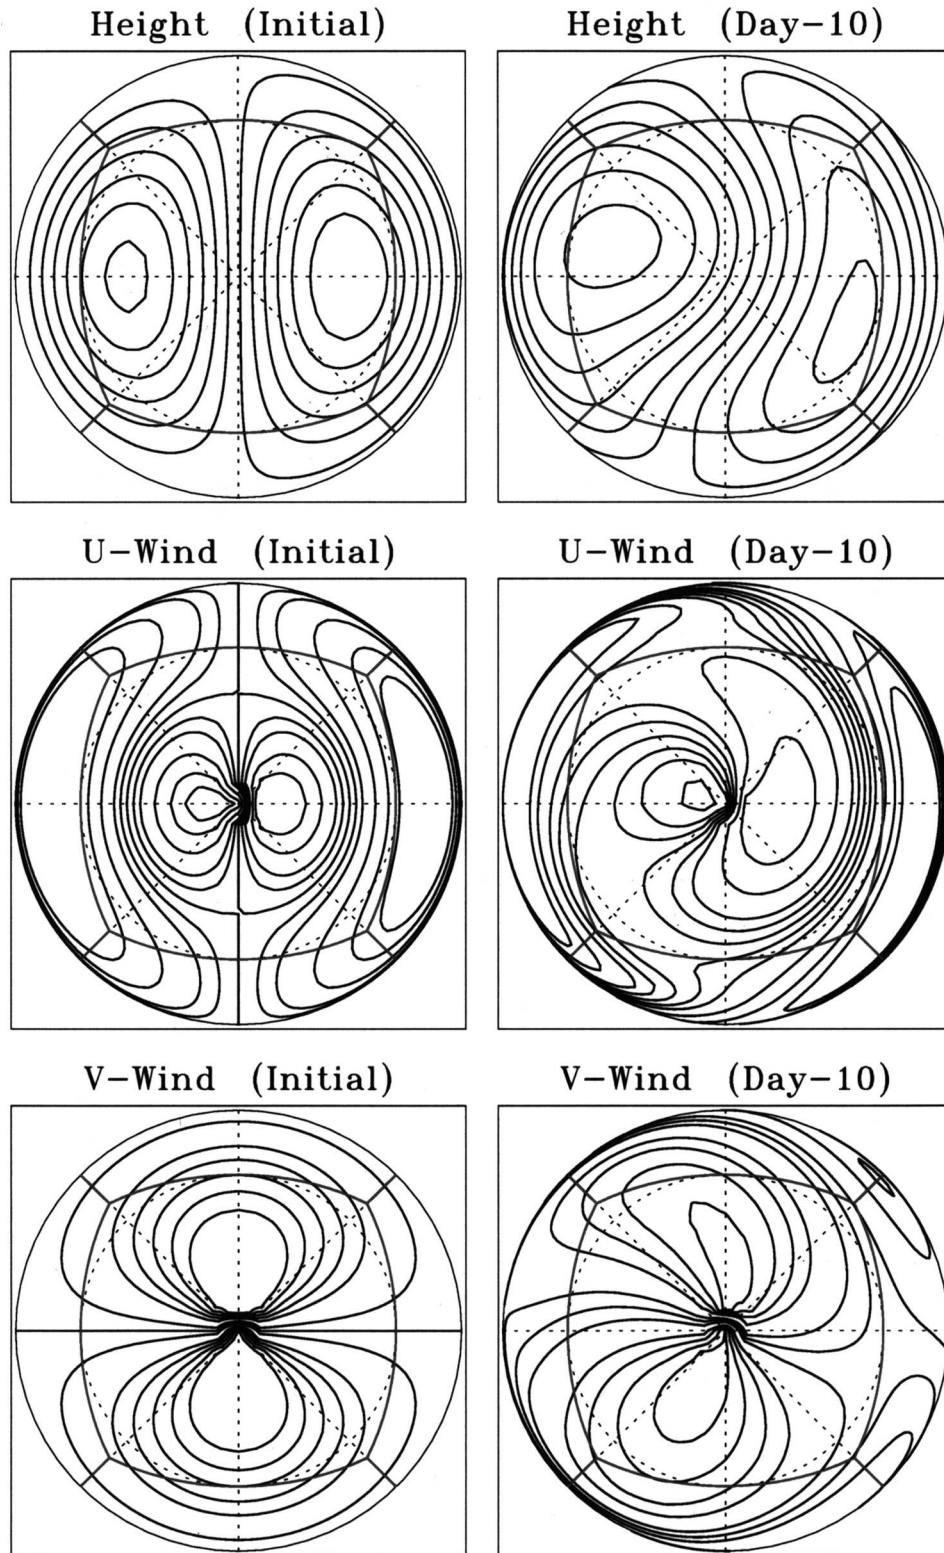 Height (Initial)
Height (Day-10)
U-Wind (Initial)
U-Wind (Day-10)
V-Wind (Initial)
V-Wind (Day-10)